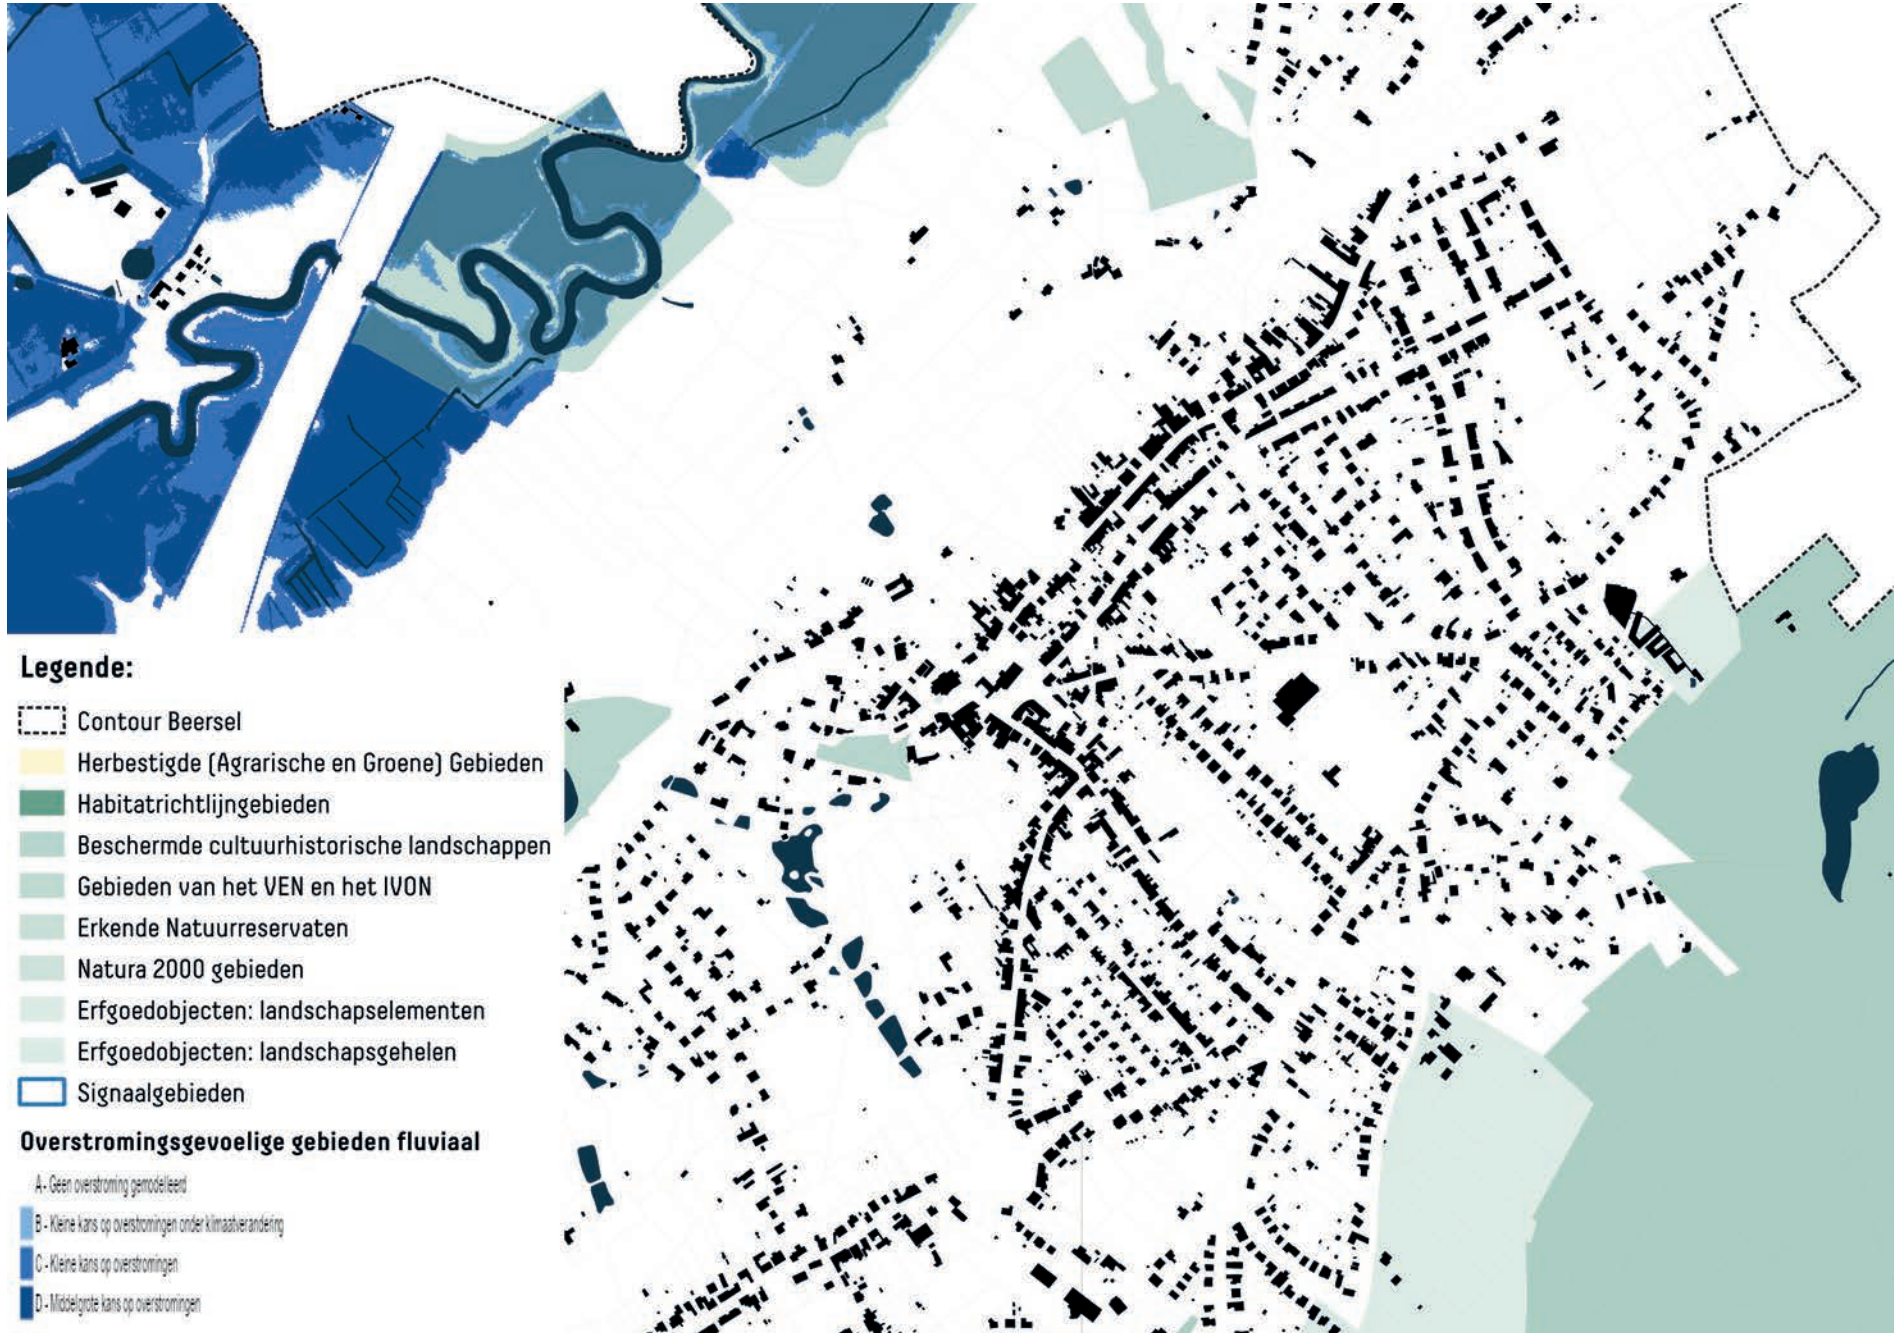 Legende:
Contour Beersel
Herbestigde (Agrarische en Groene) Gebieden
Habitatrichtlijngebieden
Beschermde cultuurhistorische landschappen
Gebieden van het VEN en het IVON
Erkende Natuurreservaten
Natura 2000 gebieden
Erfgoedobjecten: landschapselementen
Erfgoedobjecten: landschapsgehelen
Signaalgebieden
Overstromingsgevoelige gebieden fluviaal
A - Geen overstroming gemodelleerd
B - Kleine kans op overstromingen onder klimaatverandering
C - Kleine kans op overstromingen
D - Middelgrote kans op overstromingen